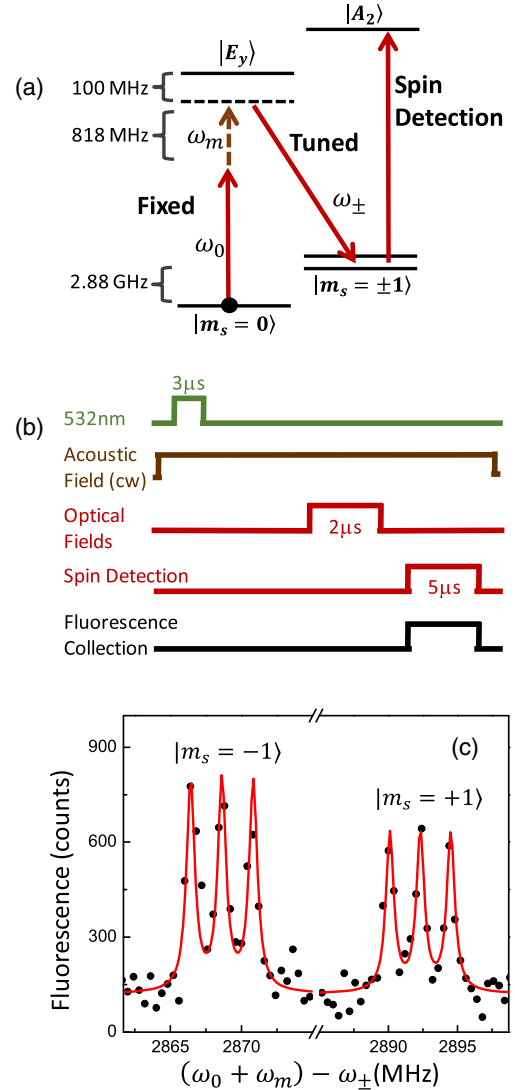 (a)
|E_y⟩
|A_2⟩
100 MHz
818 MHz
ω_m
Tuned
Spin
Detection
Fixed
ω_0
ω_±
2.88 GHz
|m_s = 0⟩
|m_s = ±1⟩
(b)
3μs
532nm
Acoustic
Field (cw)
Optical
Fields
2μs
Spin Detection
5μs
Fluorescence
Collection
(c)
|m_s = −1⟩
|m_s = +1⟩
Fluorescence (counts)
900
600
300
0
2865 2870 2890 2895
(ω_0 + ω_m) − ω_± (MHz)